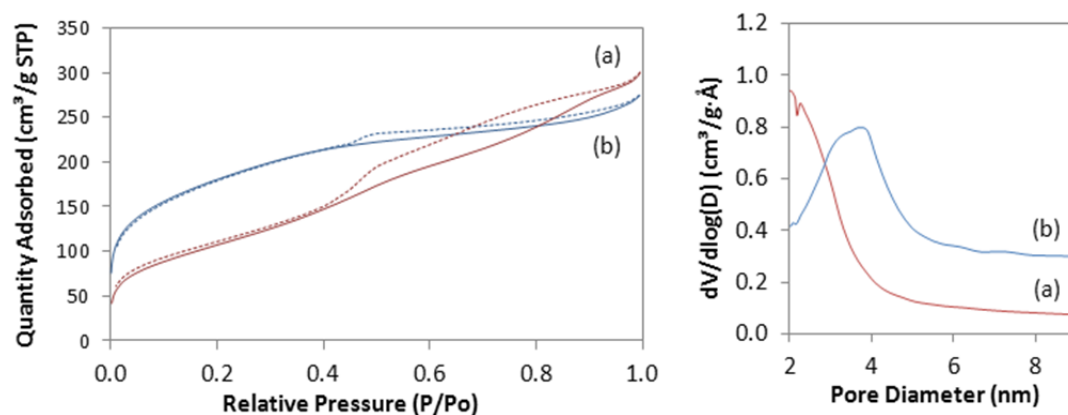 Quantity Adsorbed (cm³/g STP)
350
300
250
200
150
100
50
0
(a)
(b)
0.0 0.2 0.4 0.6 0.8 1.0
Relative Pressure (P/Po)
dV/dlog(D) (cm³/g·Å)
1.2
1.0
0.8
0.6
0.4
0.2
0.0
(b)
(a)
2 4 6 8
Pore Diameter (nm)